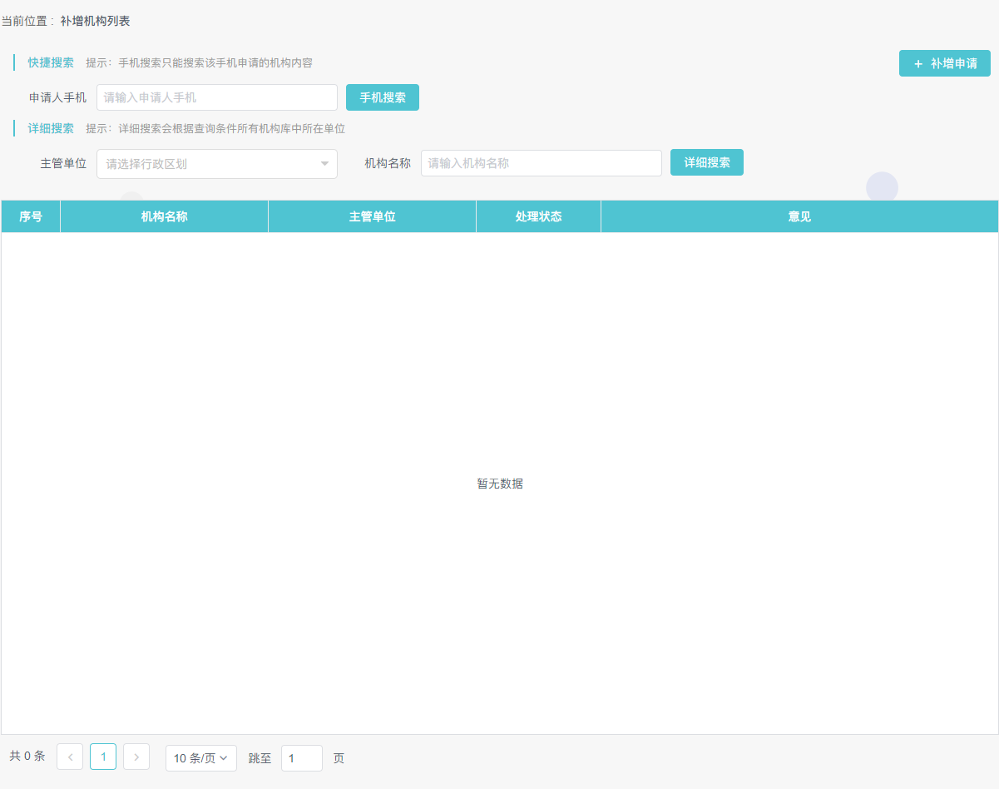 当前位置： 补增机构列表
快捷搜索 提示：手机搜索只能搜索该手机申请的机构内容
+ 补增申请
申请人手机 请输入申请人手机 手机搜索
详细搜索 提示：详细搜索会根据查询条件所有机构库中所在单位
主管单位 请选择行政区划 机构名称 请输入机构名称 详细搜索
序号 机构名称 主管单位 处理状态 意见
暂无数据
共 0 条 < 1 > 10 条/页 跳至 1 页